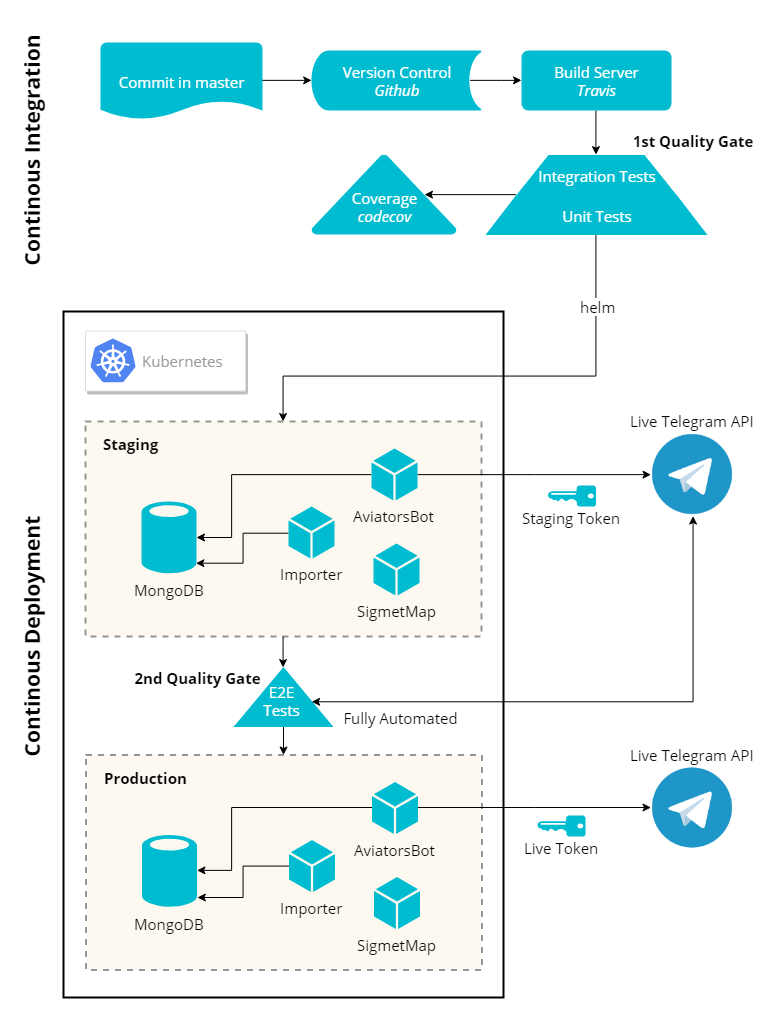 Continous Integration
Commit in master
Version Control
Github
Build Server
Travis
1st Quality Gate
Integration Tests
Unit Tests
Coverage
codecov
helm
Continous Deployment
Kubernetes
Staging
AviatorsBot
MongoDB
Importer
SigmetMap
Live Telegram API
Staging Token
2nd Quality Gate
E2E
Tests
Fully Automated
Production
AviatorsBot
MongoDB
Importer
SigmetMap
Live Telegram API
Live Token